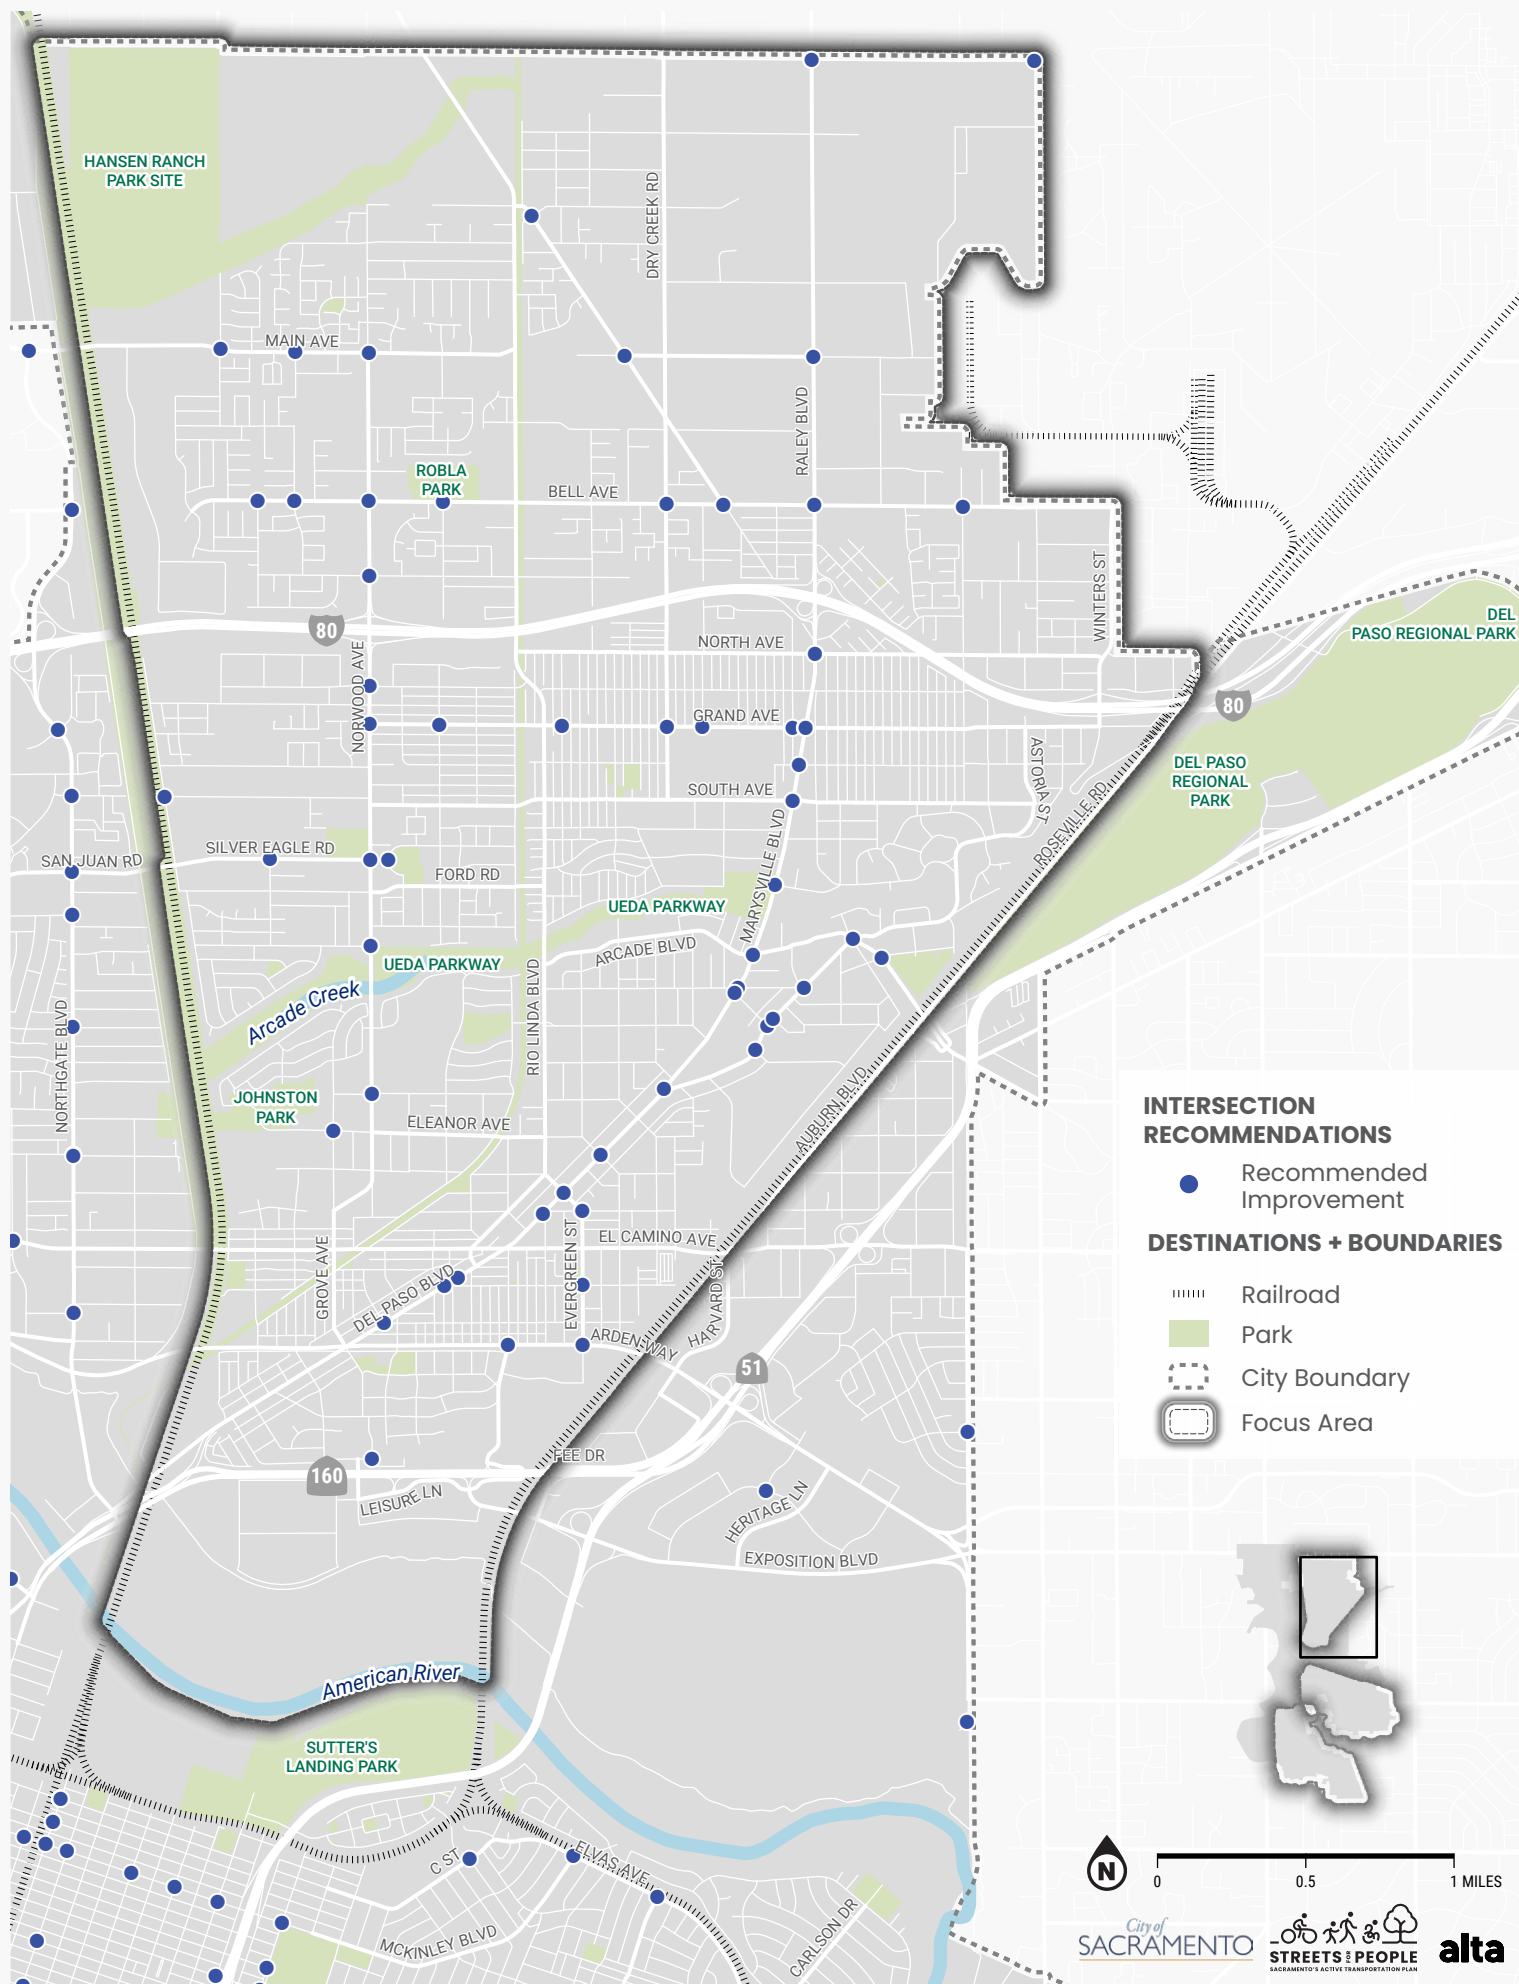 HANSEN RANCH
PARK SITE
DRY CREEK RD
MAIN AVE
RALEY BLVD
ROBLA
PARK
BELL AVE
WINTERS ST
DEL
PASO REGIONAL PARK
80
NORTH AVE
NORWOOD AVE
80
GRAND AVE
ASTORIA ST
DEL PASO
REGIONAL
PARK
SOUTH AVE
ROSEVILLE RD
MARYSVILLE BLVD
SAN JUAN RD
SILVER EAGLE RD
FORD RD
UEDA PARKWAY
ARCADE BLVD
UEDA PARKWAY
Arcade Creek
NORTHGATE BLVD
RIO LINDA BLVD
JOHNSTON
PARK
ELEANOR AVE
AUBURN BLVD
EL CAMINO AVE
EVERGREEN ST
GROVE AVE
DEL PASO BLVD
HARVARD ST
ARDEN WAY
51
FEE DR
160
LEISURE LN
HERITAGE LN
EXPOSITION BLVD
American River
SUTTER'S
LANDING PARK
C ST
ELVAS AVE
MCKINLEY BLVD
CARLSON DR
INTERSECTION
RECOMMENDATIONS
Recommended
Improvement
DESTINATIONS + BOUNDARIES
Railroad
Park
City Boundary
Focus Area
N
0 0.5 1 MILES
City of
SACRAMENTO
STREETS FOR PEOPLE
SACRAMENTO'S ACTIVE TRANSPORTATION PLAN
alta